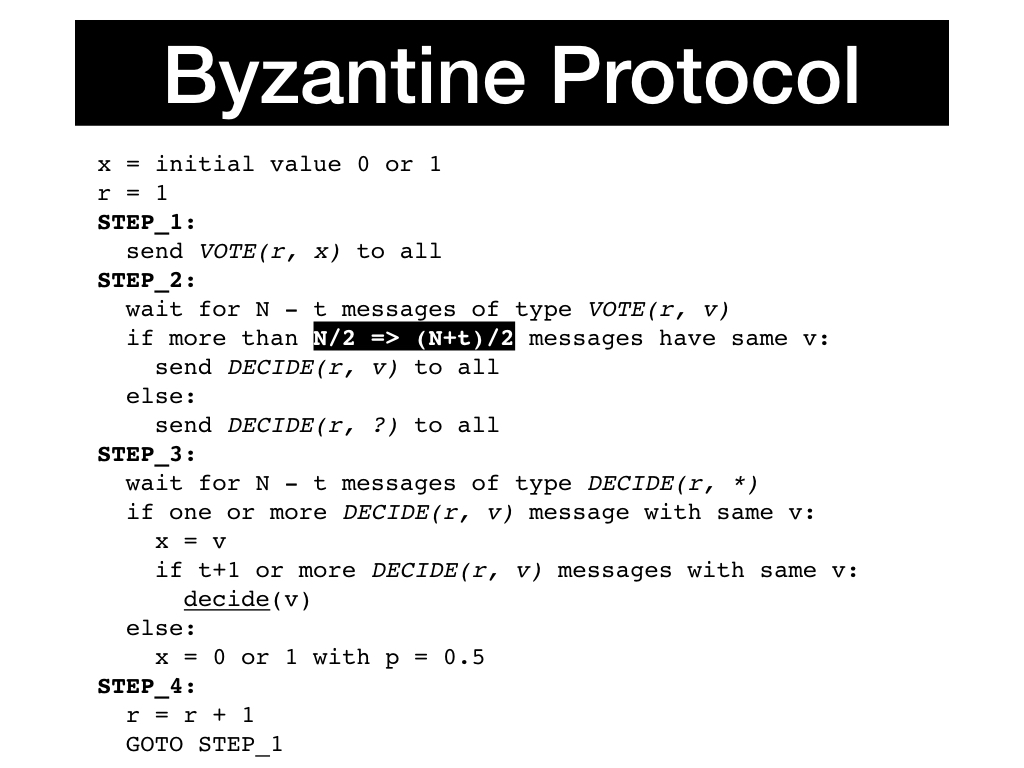 Byzantine Protocol
x = initial value 0 or 1
r = 1
STEP_1:
send VOTE(r, x) to all
STEP_2:
wait for N - t messages of type VOTE(r, v)
if more than N/2 => (N+t)/2 messages have same v:
send DECIDE(r, v) to all
else:
send DECIDE(r, ?) to all
STEP_3:
wait for N - t messages of type DECIDE(r, *)
if one or more DECIDE(r, v) message with same v:
x = v
if t+1 or more DECIDE(r, v) messages with same v:
decide(v)
else:
x = 0 or 1 with p = 0.5
STEP_4:
r = r + 1
GOTO STEP_1